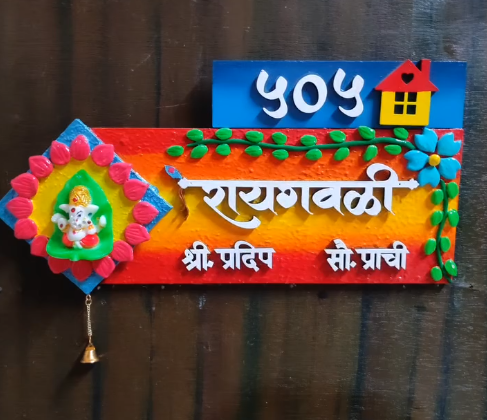 ५०५
रायगवळी
श्री. प्रदिप सौ. प्राची